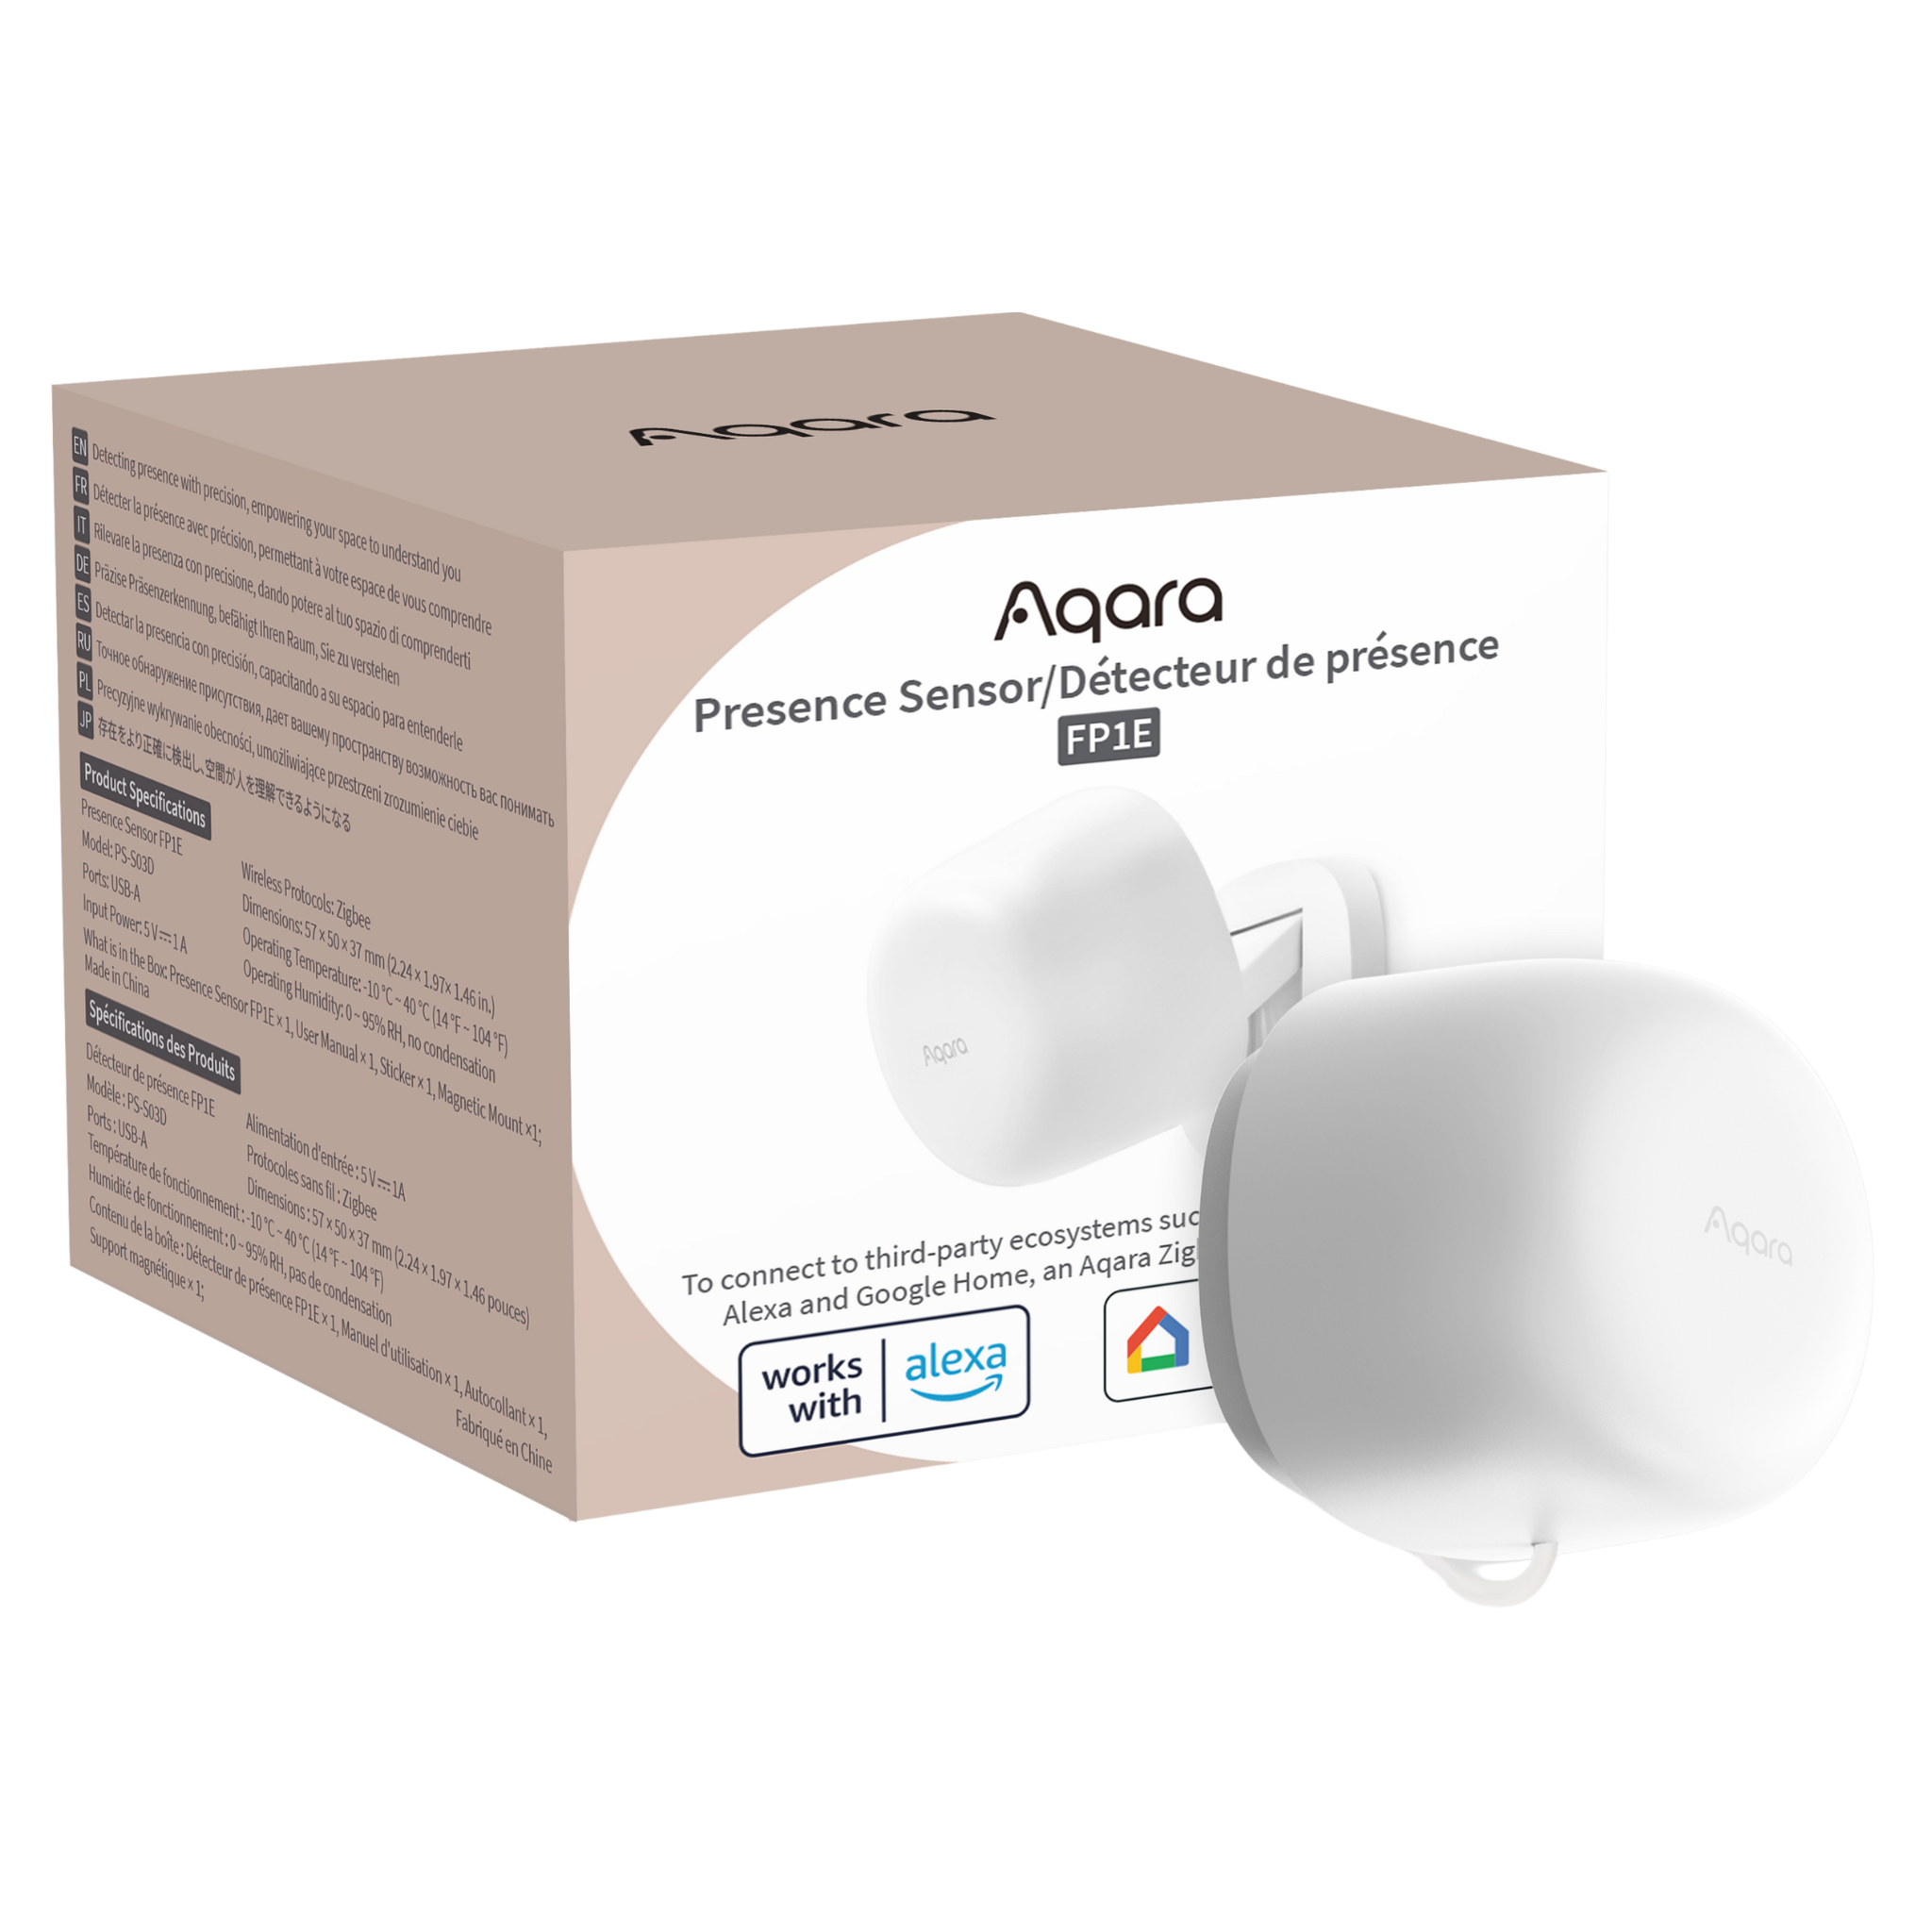 Aqara
EN Detecting presence with precision, empowering your space to understand you
FR Détecter la présence avec précision, permettant à votre espace de vous comprendre
IT Rilevare la presenza con precisione, dando potere al tuo spazio di comprenderti
DE Präzise Präsenzerkennung, befähigt Ihren Raum, Sie zu verstehen
ES Detectar la presencia con precisión, capacitando a su espacio para entenderle
RU Точное обнаружение присутствия, дает вашему пространству возможность вас понимать
PL Precyzyjne wykrywanie obecności, umożliwiające przestrzeni zrozumienie ciebie
JP 存在をより正確に検出し、空間が人を理解できるようになる
Product Specifications
Presence Sensor FP1E
Model: PS-S03D
Ports: USB-A
Input Power: 5 V⎓1 A
Wireless Protocols: Zigbee
Dimensions: 57 × 50 × 37 mm (2.24 x 1.97x 1.46 in.)
Operating Temperature: -10 °C ~ 40 °C (14 °F ~ 104 °F)
Operating Humidity: 0 ~ 95% RH, no condensation
What is in the Box: Presence Sensor FP1E × 1, User Manual × 1, Sticker × 1, Magnetic Mount ×1;
Made in China
Spécifications des Produits
Détecteur de présence FP1E
Modèle : PS-S03D
Ports : USB-A
Alimentation d'entrée : 5 V⎓1A
Protocoles sans fil : Zigbee
Dimensions : 57 × 50 × 37 mm (2.24 × 1.97 × 1.46 pouces)
Température de fonctionnement : -10 °C ~ 40 °C (14 °F ~ 104 °F)
Humidité de fonctionnement : 0 ~ 95% RH, pas de condensation
Contenu de la boîte : Détecteur de présence FP1E × 1, Manuel d'utilisation × 1, Autocollant × 1,
Support magnétique × 1;
Fabriqué en Chine
Aqara
Presence Sensor/Détecteur de présence
FP1E
Aqara
To connect to third-party ecosystems suc
Alexa and Google Home, an Aqara Zig
works with
alexa
Aqara